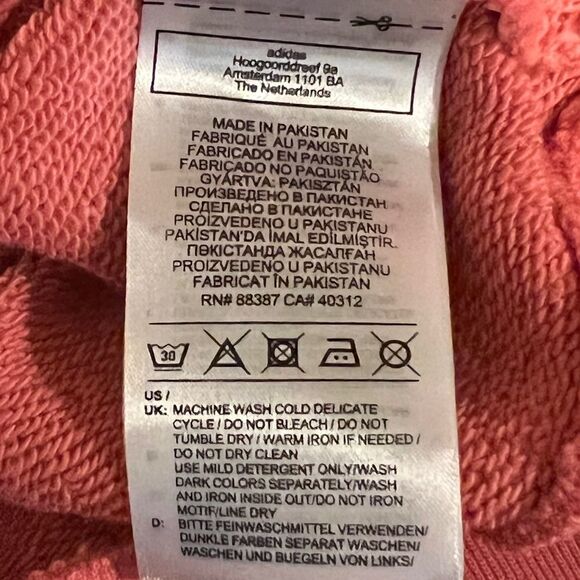 adidas
Hoogoorddreef 9a
Amsterdam 1101 BA
The Netherlands
MADE IN PAKISTAN
FABRIQUÉ AU PAKISTAN
FABRICADO EN PAKISTÁN
FABRICADO NO PAQUISTÃO
GYÁRTVA: PAKISZTÁN
ПРОИЗВЕДЕНО В ПАКИСТАН
СДЕЛАНО В ПАКИСТАНЕ
PROIZVEDENO U PAKISTANU
PAKİSTAN'DA İMAL EDİLMİŞTİR.
ПӘКІСТАНДА ЖАСАЛҒАН
PROIZVEDENO U PAKISTANU
FABRICAT ÎN PAKISTAN
RN# 88387 CA# 40312
30
US /
UK: MACHINE WASH COLD DELICATE
CYCLE / DO NOT BLEACH / DO NOT
TUMBLE DRY / WARM IRON IF NEEDED /
DO NOT DRY CLEAN
USE MILD DETERGENT ONLY/WASH
DARK COLORS SEPARATELY/WASH
AND IRON INSIDE OUT/DO NOT IRON
MOTIF/LINE DRY
D: BITTE FEINWASCHMITTEL VERWENDEN/
DUNKLE FARBEN SEPARAT WASCHEN/
WASCHEN UND BUEGELN VON LINKS/